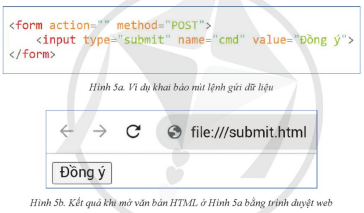 <form action="" method="POST">
<input type="submit" name="cmd" value="Đồng ý">
</form>
Hình 5a. Ví dụ khai báo nút lệnh gửi dữ liệu
file:///submit.html
Đồng ý
Hình 5b. Kết quả khi mở văn bản HTML ở Hình 5a bằng trình duyệt web